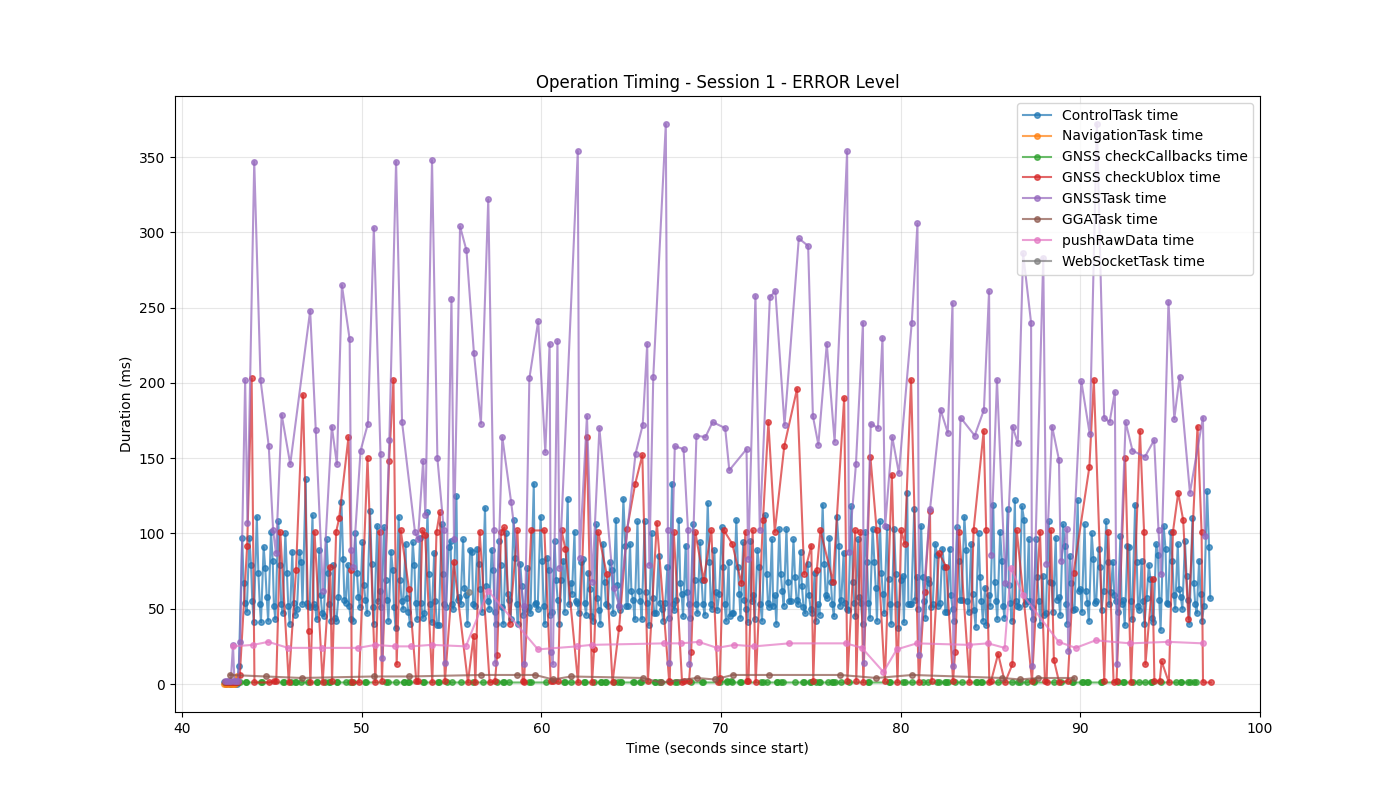 Operation Timing - Session 1 - ERROR Level
ControlTask time
NavigationTask time
GNSS checkCallbacks time
GNSS checkUblox time
GNSSTask time
GGATask time
pushRawData time
WebSocketTask time
Duration (ms)
350
300
250
200
150
100
50
0
40 50 60 70 80 90 100
Time (seconds since start)